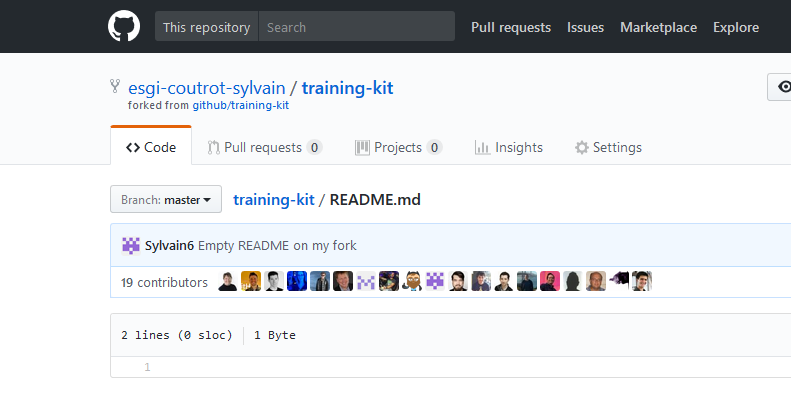 This repository Search Pull requests Issues Marketplace Explore
esgi-coutrot-sylvain / training-kit
forked from github/training-kit
Code Pull requests 0 Projects 0 Insights Settings
Branch: master training-kit / README.md
Sylvain6 Empty README on my fork
19 contributors
2 lines (0 sloc) 1 Byte
1